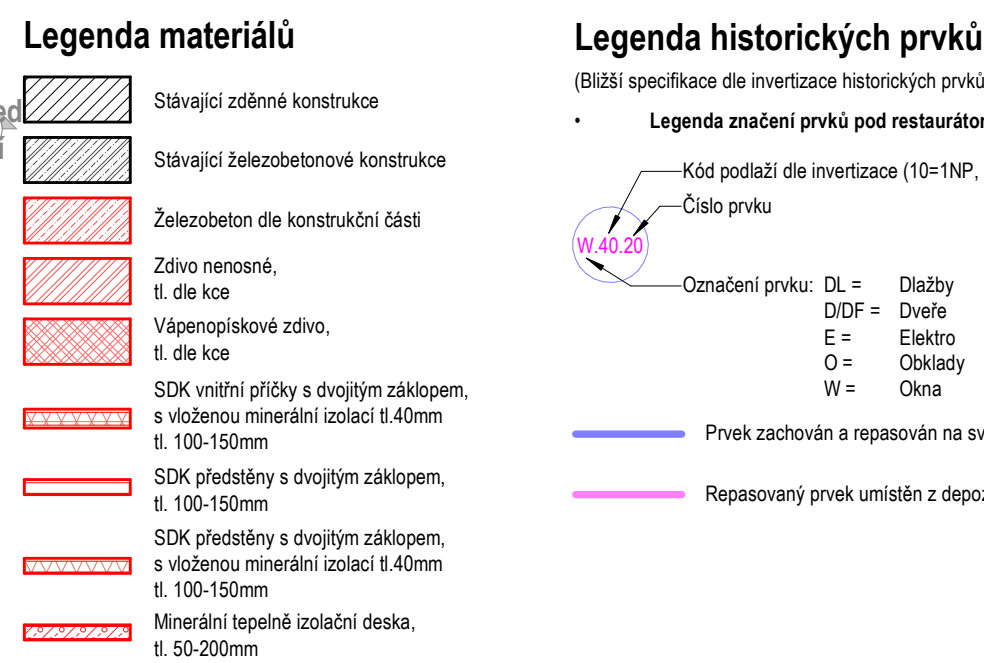 Legenda materiálů
Stávající zděnné konstrukce
Stávající železobetonové konstrukce
Železobeton dle konstrukční části
Zdivo nenosné,
tl. dle kce
Vápenopískové zdivo,
tl. dle kce
SDK vnitřní příčky s dvojitým záklopem,
s vloženou minerální izolací tl.40mm
tl. 100-150mm
SDK předstěny s dvojitým záklopem,
tl. 100-150mm
SDK předstěny s dvojitým záklopem,
s vloženou minerální izolací tl.40mm
tl. 100-150mm
Minerální tepelně izolační deska,
tl. 50-200mm
Legenda historických prvků
(Bližší specifikace dle invertizace historických prvků
• Legenda značení prvků pod restaurátor
Kód podlaží dle invertizace (10=1NP,
Číslo prvku
W.40.20
Označení prvku: DL = Dlažby
D/DF = Dveře
E = Elektro
O = Obklady
W = Okna
Prvek zachován a repasován na sv
Repasovaný prvek umístěn z depoz